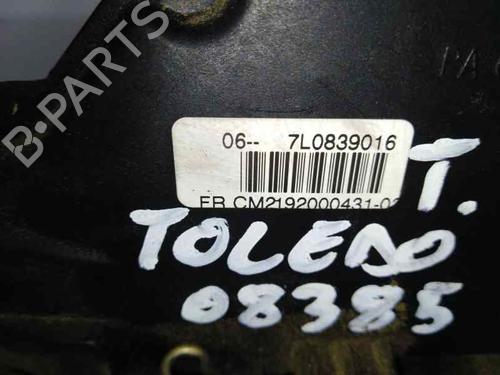 B-PARTS
06-- 7L0839016
FR CM2192000431-02
T.
TOLEDO
08385